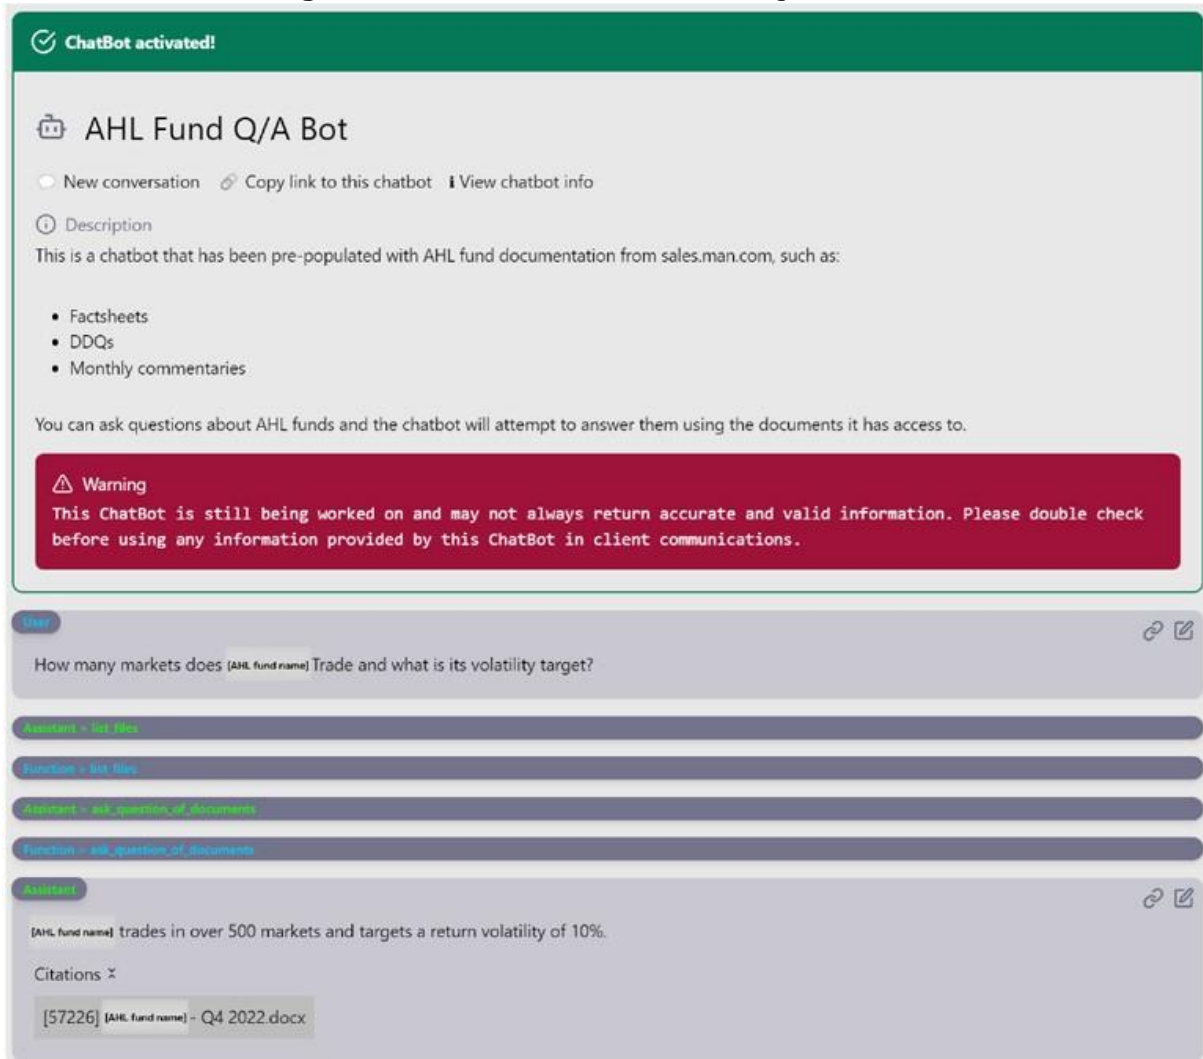 ChatBot activated!
AHL Fund Q/A Bot
New conversation Copy link to this chatbot i View chatbot info
Description
This is a chatbot that has been pre-populated with AHL fund documentation from sales.man.com, such as:
• Factsheets
• DDQs
• Monthly commentaries
You can ask questions about AHL funds and the chatbot will attempt to answer them using the documents it has access to.
Warning
This ChatBot is still being worked on and may not always return accurate and valid information. Please double check
before using any information provided by this ChatBot in client communications.
User
How many markets does [AHL fund name] Trade and what is its volatility target?
Assistant - list_files
Function - list_files
Assistant - ask_question_of_documents
Function - ask_question_of_documents
Assistant
[AHL fund name] trades in over 500 markets and targets a return volatility of 10%.
Citations
[57226] [AHL fund name] - Q4 2022.docx